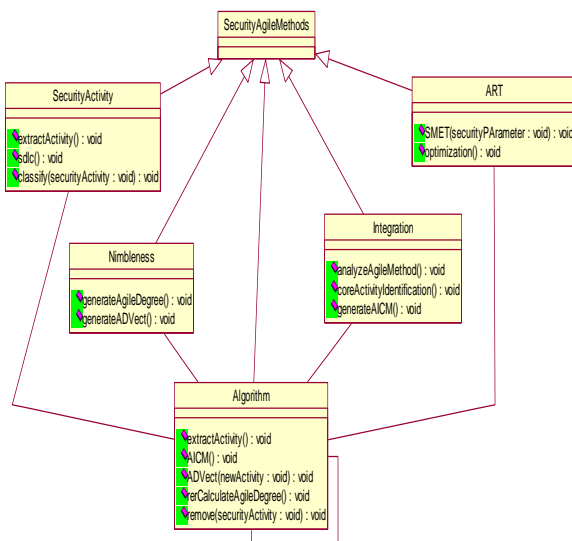 SecurityAgileMethods
SecurityActivity
extractActivity() : void
sdlc() : void
classify(securityActivity : void) : void
ART
SMET(securityPArameter : void) : void
optimization() : void
Nimbleness
generateAgileDegree() : void
generateADVect() : void
Integration
analyzeAgileMethod() : void
coreActivityIdentification() : void
generateAICM() : void
Algorithm
extractActivity() : void
AICM() : void
ADVect(newActivity : void) : void
rerCalculateAgileDegree() : void
remove(securityActivity : void) : void